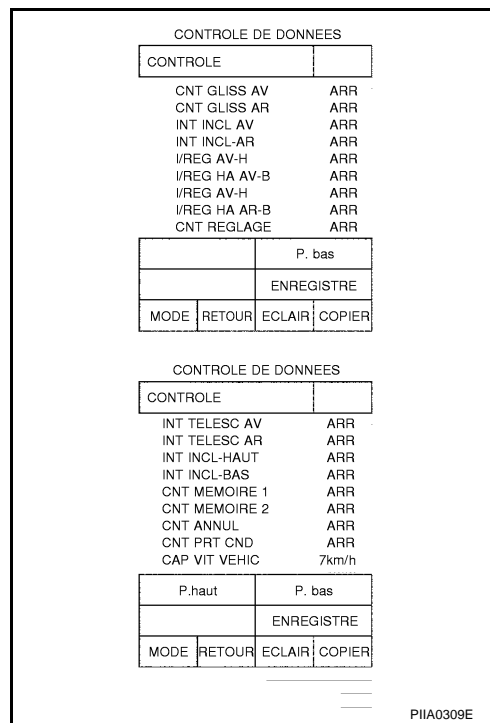 CONTROLE DE DONNEES
CONTROLE
CNT GLISS AV ARR
CNT GLISS AR ARR
INT INCL AV ARR
INT INCL-AR ARR
I/REG AV-H ARR
I/REG HA AV-B ARR
I/REG AV-H ARR
I/REG HA AR-B ARR
CNT REGLAGE ARR
P. bas
ENREGISTRE
MODE RETOUR ECLAIR COPIER
CONTROLE DE DONNEES
CONTROLE
INT TELESC AV ARR
INT TELESC AR ARR
INT INCL-HAUT ARR
INT INCL-BAS ARR
CNT MEMOIRE 1 ARR
CNT MEMOIRE 2 ARR
CNT ANNUL ARR
CNT PRT CND ARR
CAP VIT VEHIC 7km/h
P.haut P. bas
ENREGISTRE
MODE RETOUR ECLAIR COPIER
PIIA0309E